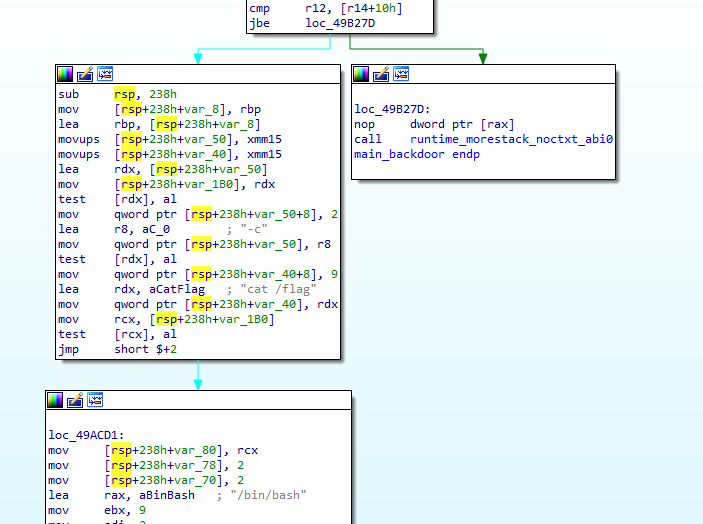 cmp r12, [r14+10h]
jbe loc_49B27D
sub rsp, 238h
mov [rsp+238h+var_8], rbp
lea rbp, [rsp+238h+var_8]
movups [rsp+238h+var_50], xmm15
movups [rsp+238h+var_40], xmm15
lea rdx, [rsp+238h+var_50]
mov [rsp+238h+var_1B0], rdx
test [rdx], al
mov qword ptr [rsp+238h+var_50+8], 2
lea r8, aC_0 ; "-c"
mov qword ptr [rsp+238h+var_50], r8
test [rdx], al
mov qword ptr [rsp+238h+var_40+8], 9
lea rdx, aCatFlag ; "cat /flag"
mov qword ptr [rsp+238h+var_40], rdx
mov rcx, [rsp+238h+var_1B0]
test [rcx], al
jmp short $+2
loc_49B27D:
nop dword ptr [rax]
call runtime_morestack_noctxt_abi0
main_backdoor endp
loc_49ACD1:
mov [rsp+238h+var_80], rcx
mov [rsp+238h+var_78], 2
mov [rsp+238h+var_70], 2
lea rax, aBinBash ; "/bin/bash"
mov ebx, 9